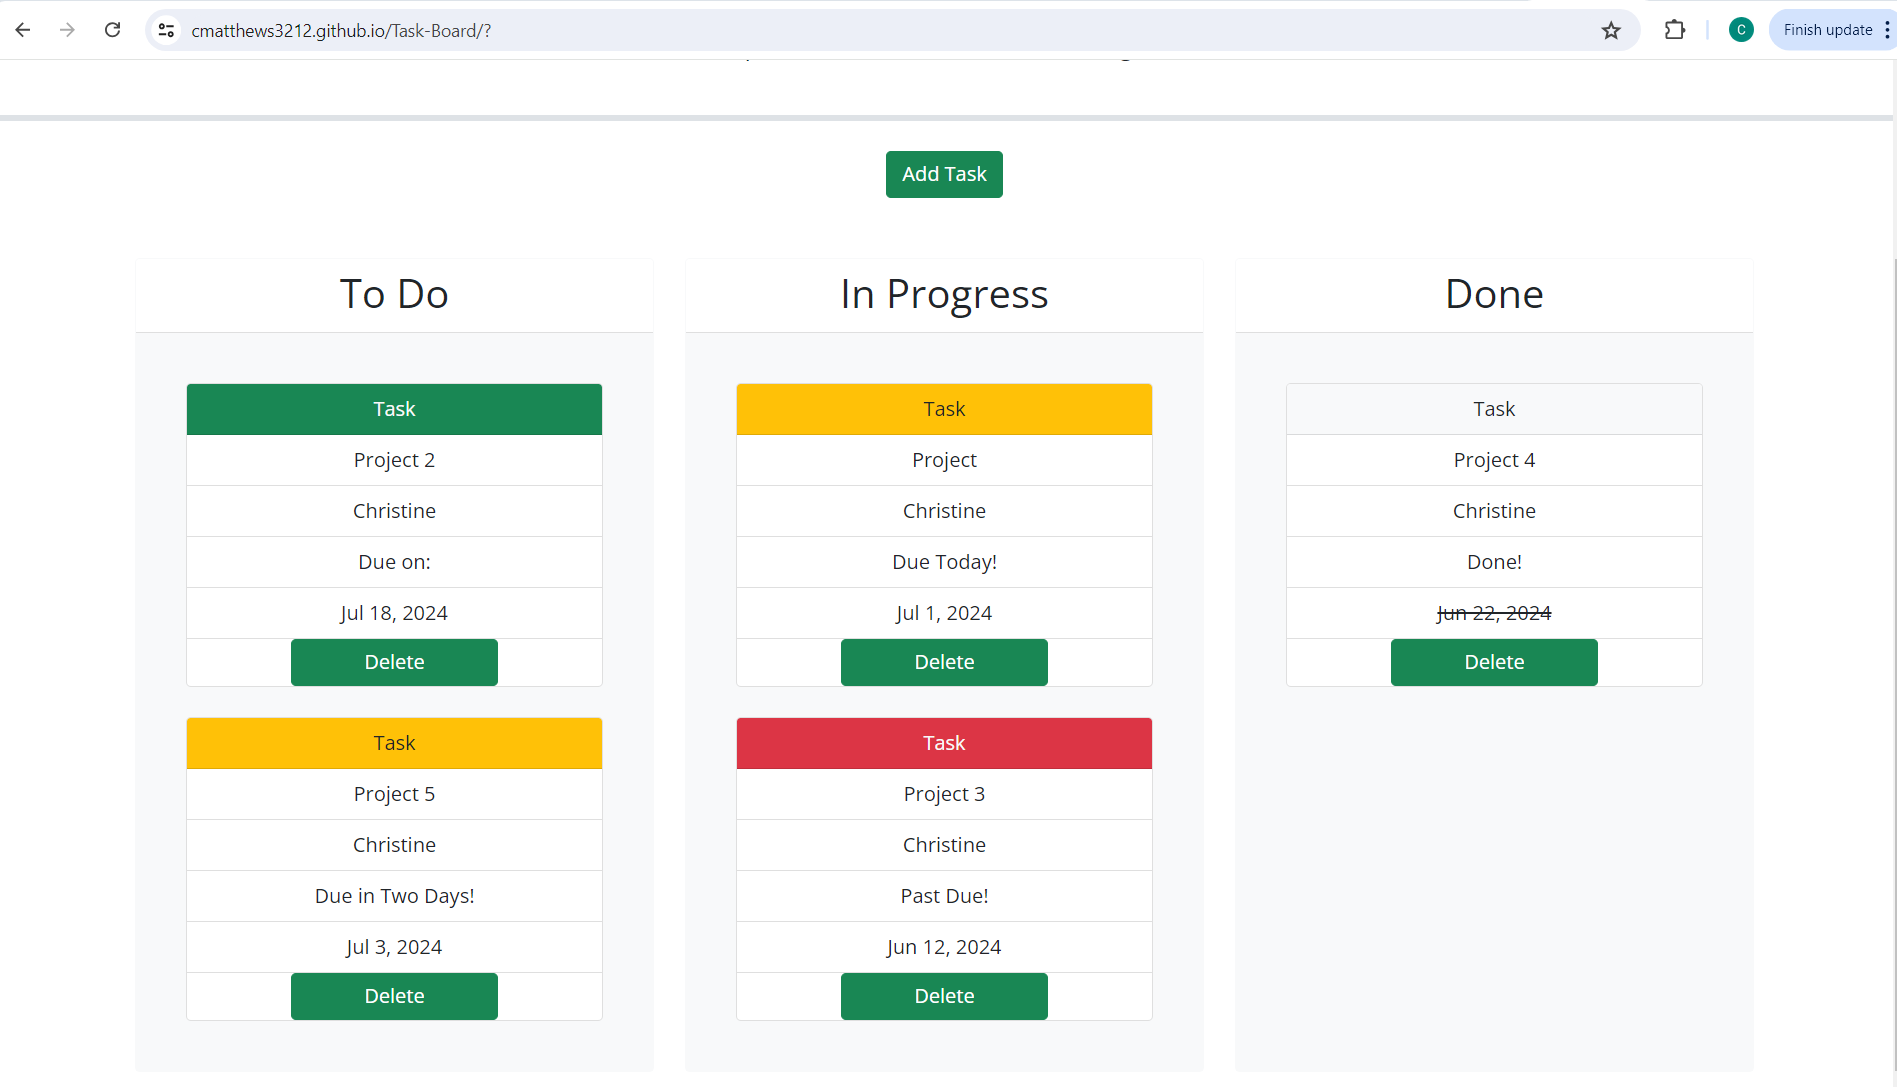 cmatthews3212.github.io/Task-Board/?
C
Finish update
Add Task
To Do
Task
Project 2
Christine
Due on:
Jul 18, 2024
Delete
Task
Project 5
Christine
Due in Two Days!
Jul 3, 2024
Delete
In Progress
Task
Project
Christine
Due Today!
Jul 1, 2024
Delete
Task
Project 3
Christine
Past Due!
Jun 12, 2024
Delete
Done
Task
Project 4
Christine
Done!
Jun 22, 2024
Delete